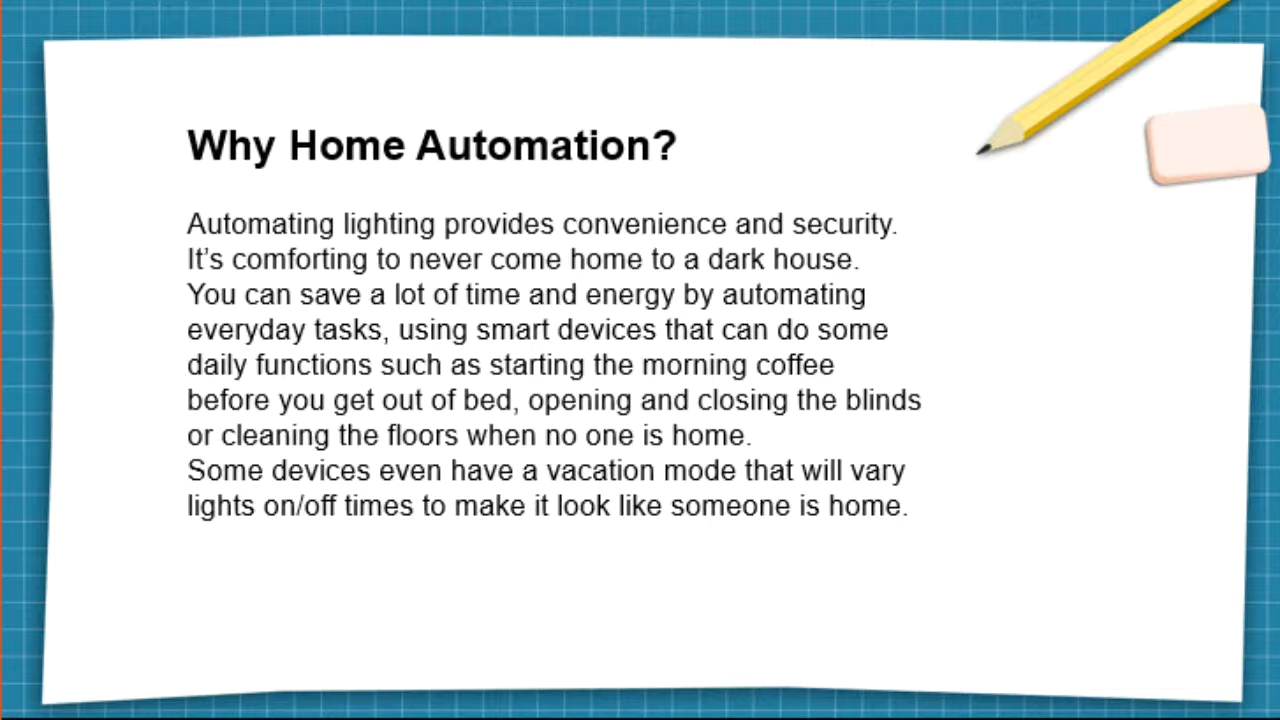 Why Home Automation?
Automating lighting provides convenience and security.
It’s comforting to never come home to a dark house.
You can save a lot of time and energy by automating
everyday tasks, using smart devices that can do some
daily functions such as starting the morning coffee
before you get out of bed, opening and closing the blinds
or cleaning the floors when no one is home.
Some devices even have a vacation mode that will vary
lights on/off times to make it look like someone is home.